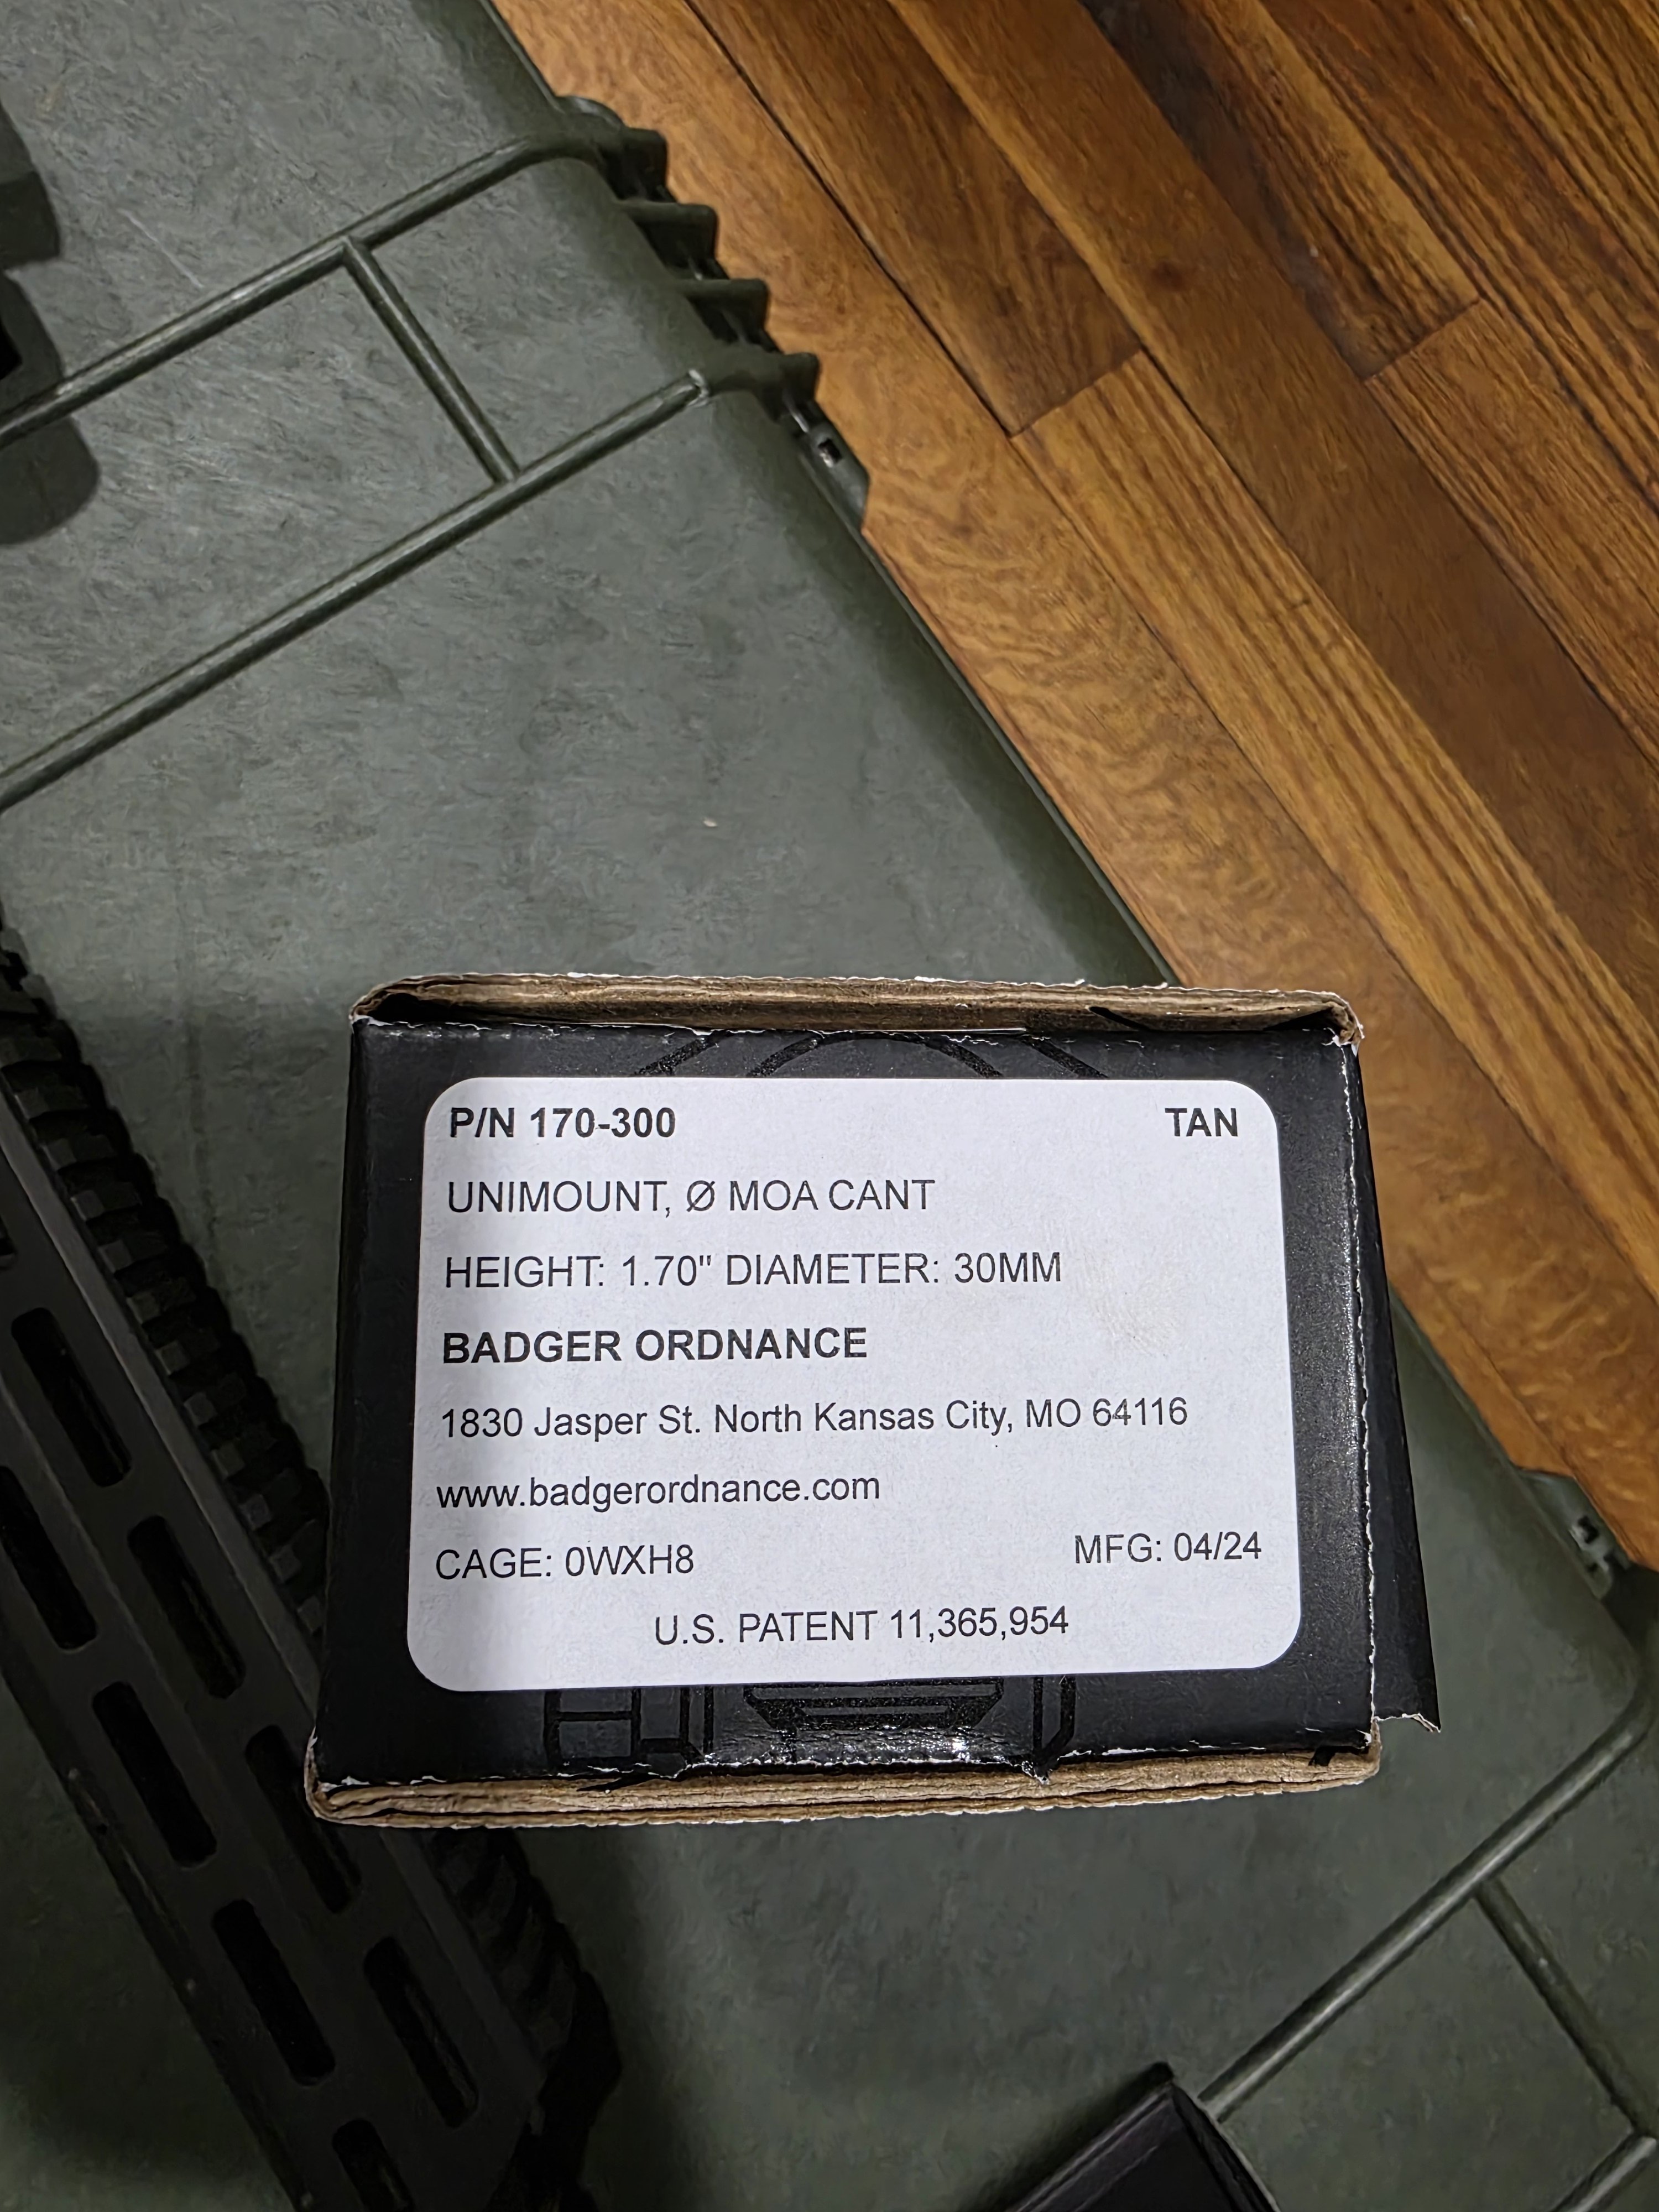 P/N 170-300 TAN
UNIMOUNT, Ø MOA CANT
HEIGHT: 1.70" DIAMETER: 30MM
BADGER ORDNANCE
1830 Jasper St. North Kansas City, MO 64116
www.badgerordnance.com
CAGE: 0WXH8 MFG: 04/24
U.S. PATENT 11,365,954